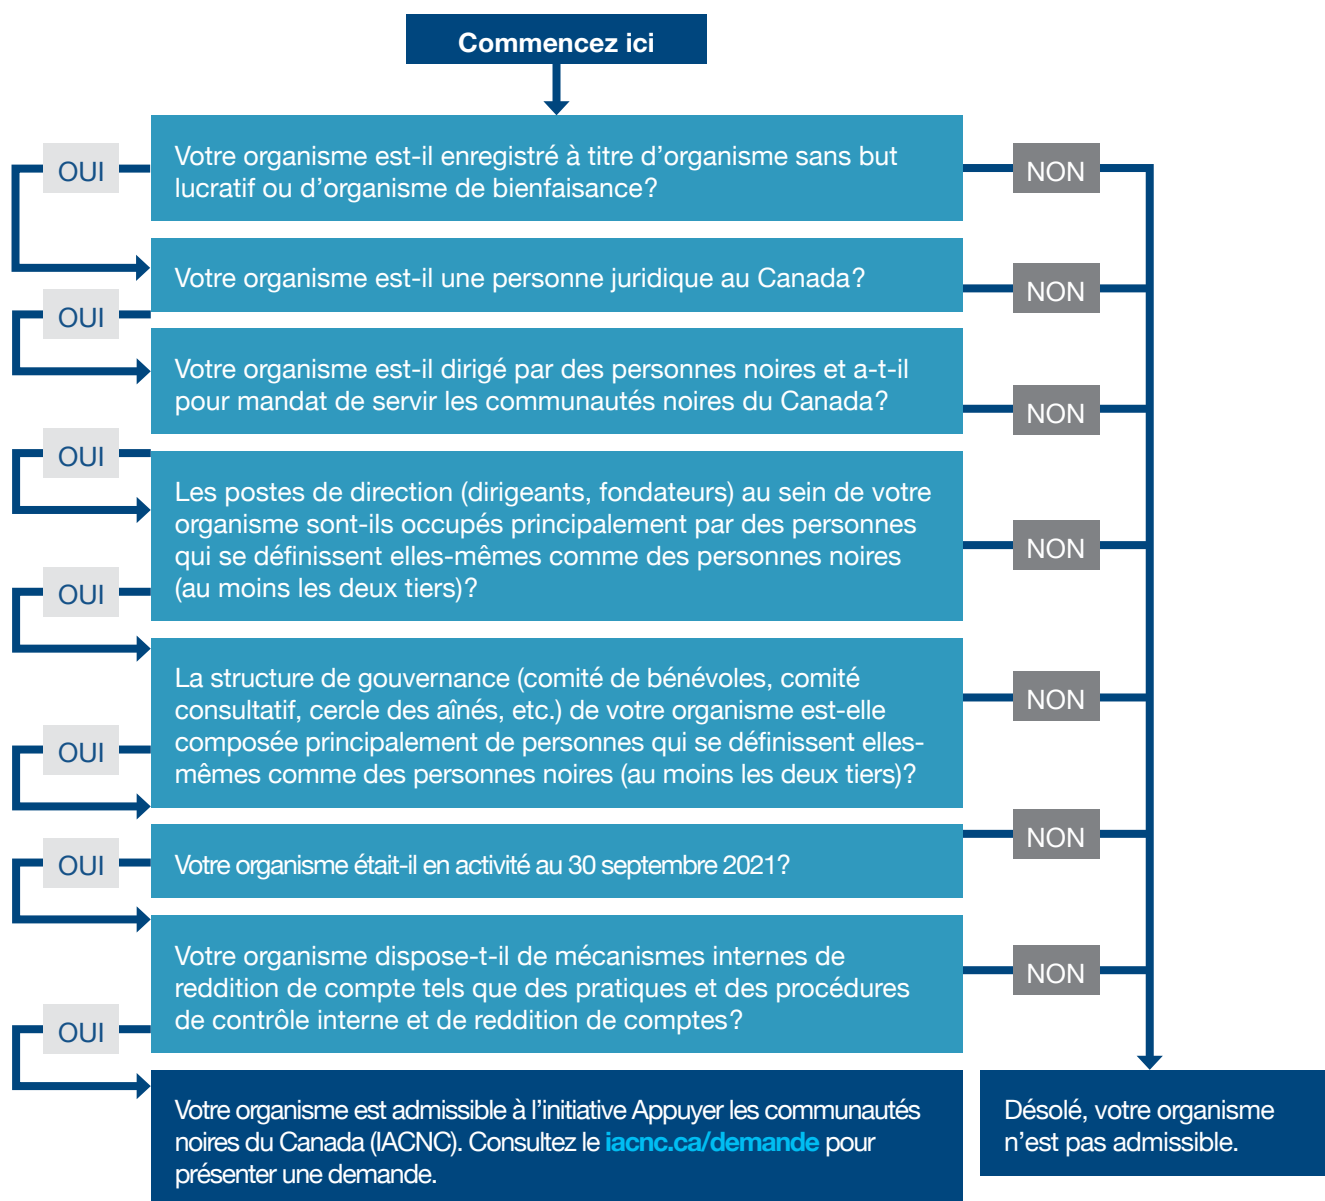 Commencez ici
Votre organisme est-il enregistré à titre d’organisme sans but
lucratif ou d’organisme de bienfaisance?
OUI
NON
Votre organisme est-il une personne juridique au Canada?
OUI
NON
Votre organisme est-il dirigé par des personnes noires et a-t-il
pour mandat de servir les communautés noires du Canada?
OUI
NON
Les postes de direction (dirigeants, fondateurs) au sein de votre
organisme sont-ils occupés principalement par des personnes
qui se définissent elles-mêmes comme des personnes noires
(au moins les deux tiers)?
OUI
NON
La structure de gouvernance (comité de bénévoles, comité
consultatif, cercle des aînés, etc.) de votre organisme est-elle
composée principalement de personnes qui se définissent elles-
mêmes comme des personnes noires (au moins les deux tiers)?
OUI
NON
Votre organisme était-il en activité au 30 septembre 2021?
OUI
NON
Votre organisme dispose-t-il de mécanismes internes de
reddition de compte tels que des pratiques et des procédures
de contrôle interne et de reddition de comptes?
OUI
NON
Votre organisme est admissible à l’initiative Appuyer les communautés
noires du Canada (IACNC). Consultez le iacnc.ca/demande pour
présenter une demande.
Désolé, votre organisme
n’est pas admissible.